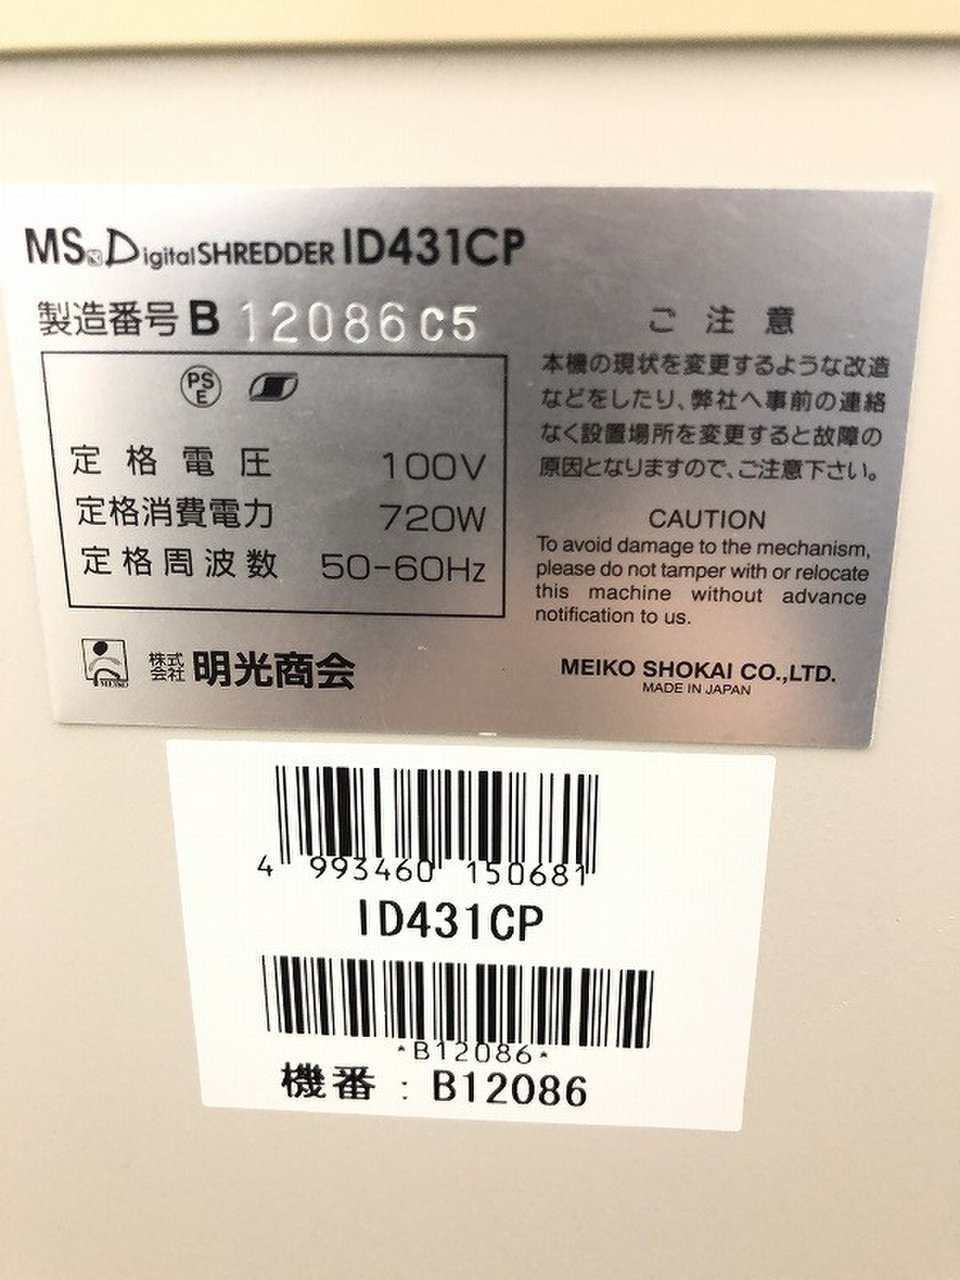 MS Digital SHREDDER ID431CP
製造番号 B 12086C5
PS
E
定格電圧 100V
定格消費電力 720W
定格周波数 50-60Hz
ご注意
本機の現状を変更するような改造
などをしたり、弊社へ事前の連絡
なく設置場所を変更すると故障の
原因となりますので、ご注意下さい。
CAUTION
To avoid damage to the mechanism,
please do not tamper with or relocate
this machine without advance
notification to us.
MEIKO
株式会社 明光商会
MEIKO SHOKAI CO.,LTD.
MADE IN JAPAN
4 993460 150681
ID431CP
*B12086*
機番 : B12086